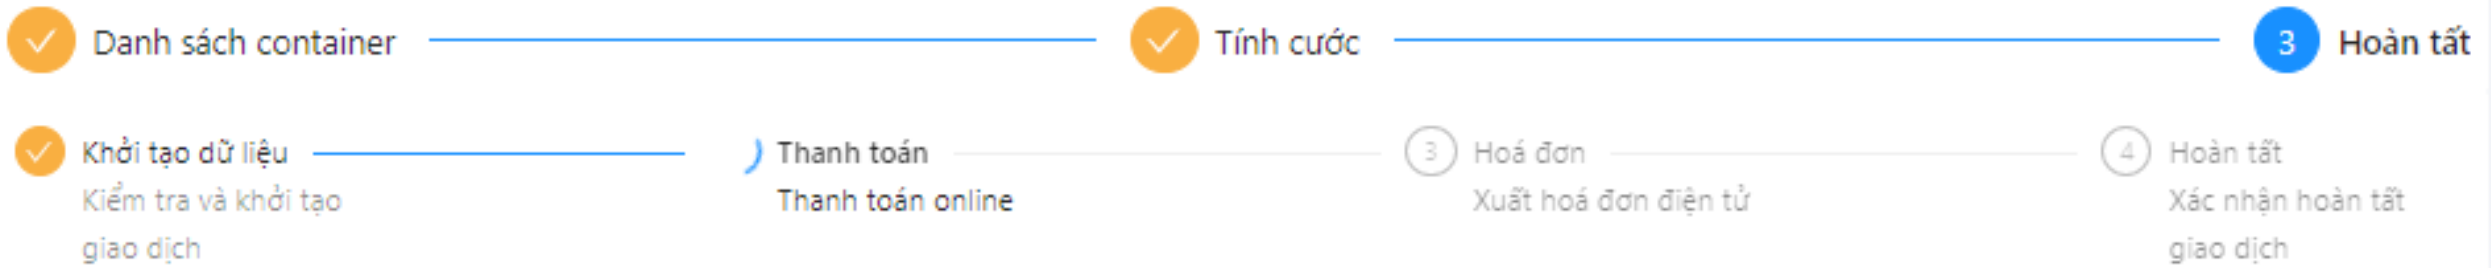 Danh sách container
Tính cước
3 Hoàn tất
Khởi tạo dữ liệu
Kiểm tra và khởi tạo
giao dịch
Thanh toán
Thanh toán online
3 Hoá đơn
Xuất hoá đơn điện tử
4 Hoàn tất
Xác nhận hoàn tất
giao dịch